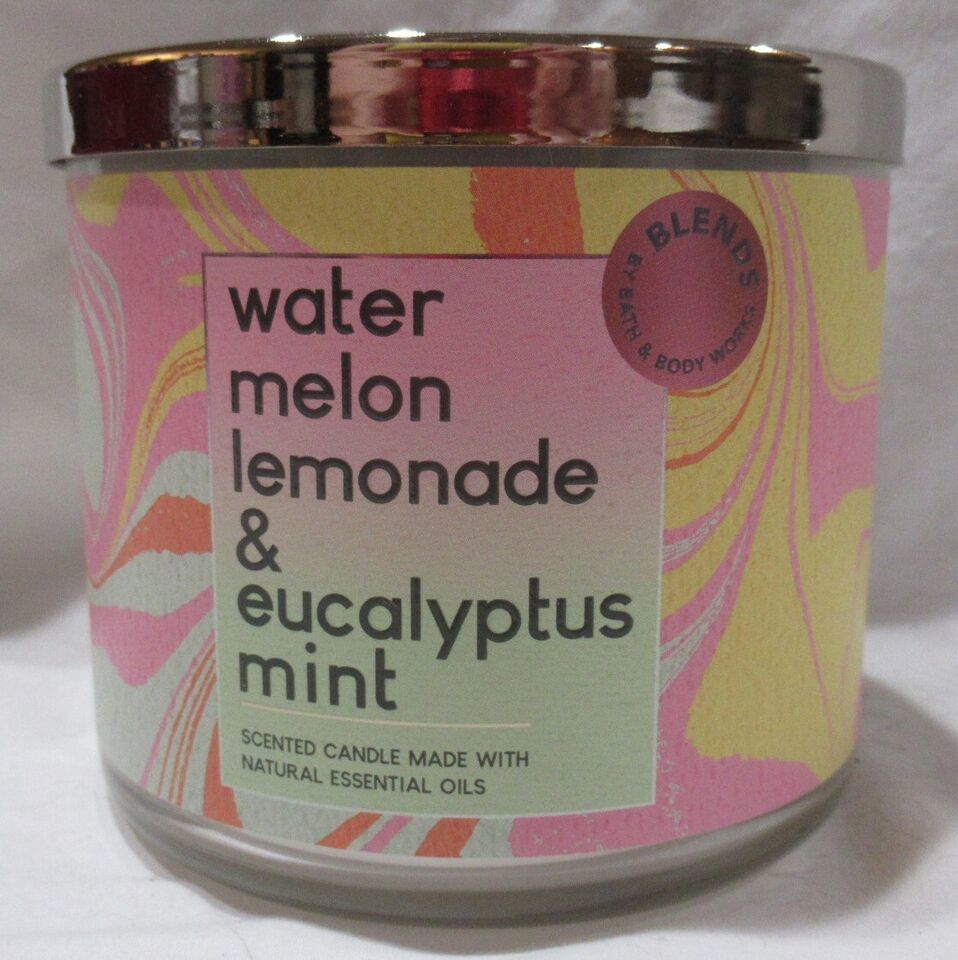 BLENDS
BY BATH & BODY WORKS
water
melon
lemonade
&
eucalyptus
mint
SCENTED CANDLE MADE WITH
NATURAL ESSENTIAL OILS